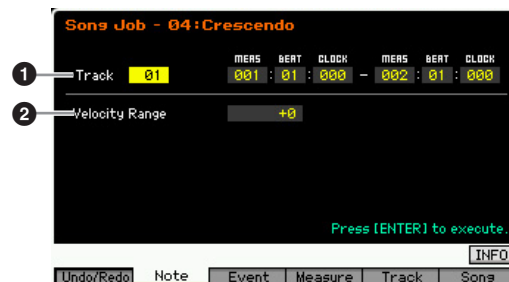 Song Job - 04:Crescendo
MEAS BEAT CLOCK MEAS BEAT CLOCK
1 Track 01 001 : 01 : 000 - 002 : 01 : 000
2 Velocity Range +0
Press [ENTER] to execute.
INFO
Undo/Redo Note Event Measure Track Song